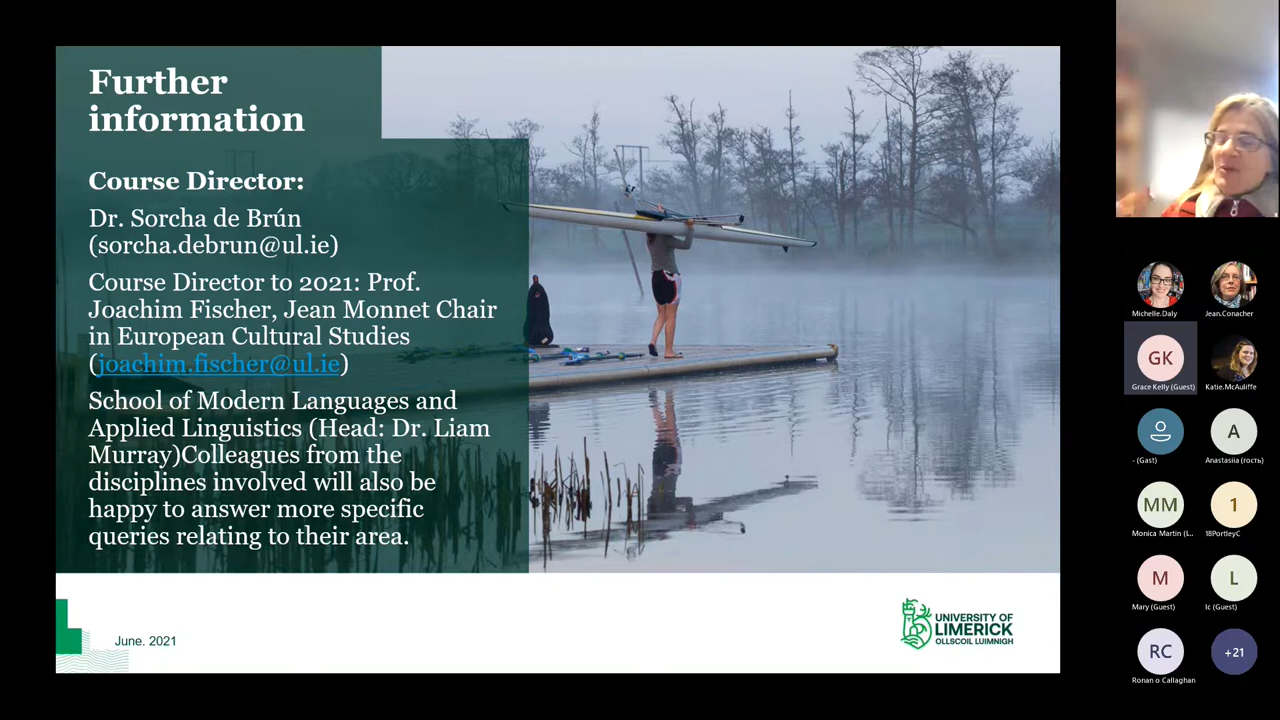 Further
information
Course Director:
Dr. Sorcha de Brún
(sorcha.debrun@ul.ie)
Course Director to 2021: Prof.
Joachim Fischer, Jean Monnet Chair
in European Cultural Studies
(joachim.fischer@ul.ie)
School of Modern Languages and
Applied Linguistics (Head: Dr. Liam
Murray)Colleagues from the
disciplines involved will also be
happy to answer more specific
queries relating to their area.
June. 2021
UNIVERSITY OF
LIMERICK
OLLSCOIL LUIMNIGH
Michelle.Daly
Jean.Conacher
GK
Grace Kelly (Guest)
Katie.McAuliffe
- (Gast)
A
Anastasiia (гость)
MM
Monica Martin (L..
1
18PortleyC
M
Mary (Guest)
L
lc (Guest)
RC
Ronan o Callaghan
+21